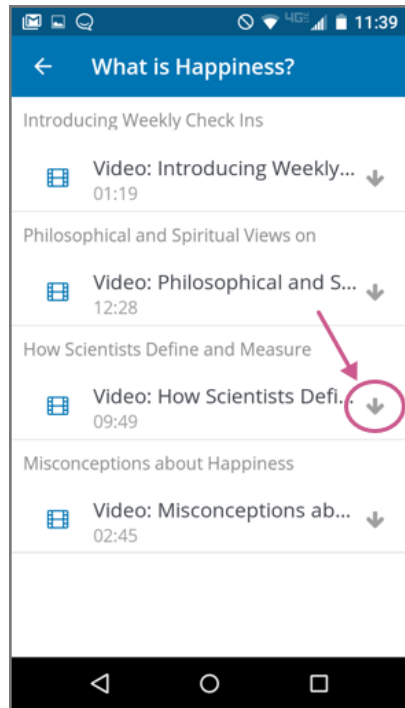 4GE 11:39
What is Happiness?
Introducing Weekly Check Ins
Video: Introducing Weekly...
01:19
Philosophical and Spiritual Views on
Video: Philosophical and S...
12:28
How Scientists Define and Measure
Video: How Scientists Defi...
09:49
Misconceptions about Happiness
Video: Misconceptions ab...
02:45